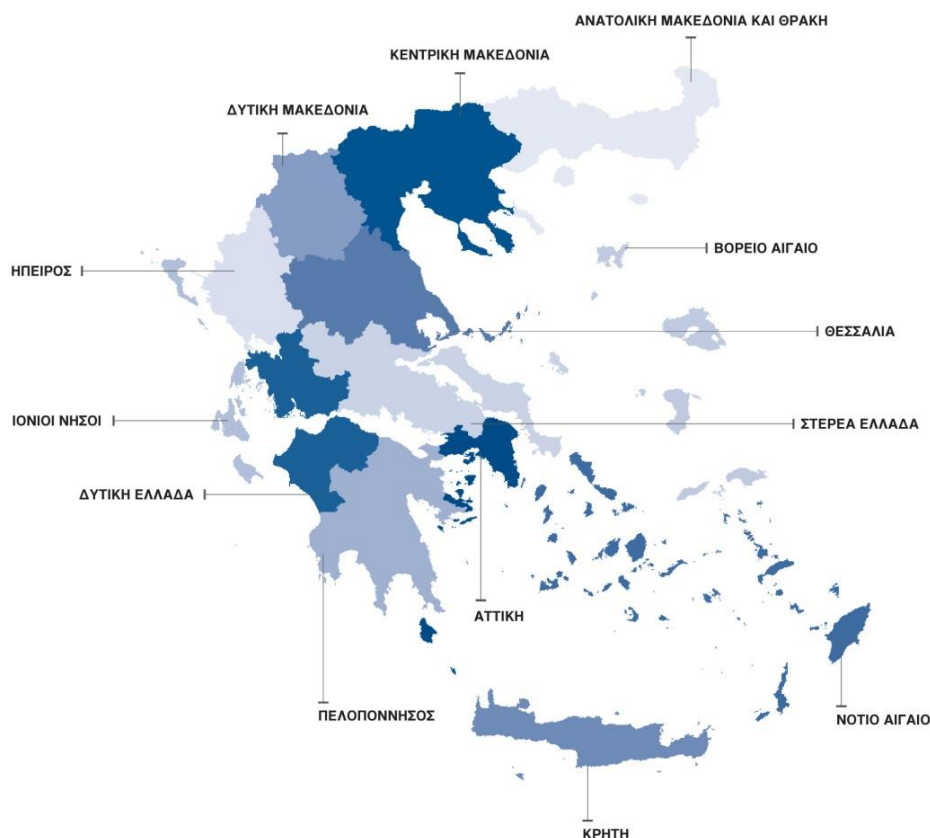 ΑΝΑΤΟΛΙΚΗ ΜΑΚΕΔΟΝΙΑ ΚΑΙ ΘΡΑΚΗ
ΚΕΝΤΡΙΚΗ ΜΑΚΕΔΟΝΙΑ
ΔΥΤΙΚΗ ΜΑΚΕΔΟΝΙΑ
ΒΟΡΕΙΟ ΑΙΓΑΙΟ
ΗΠΕΙΡΟΣ
ΘΕΣΣΑΛΙΑ
ΙΟΝΙΟΙ ΝΗΣΟΙ
ΣΤΕΡΕΑ ΕΛΛΑΔΑ
ΔΥΤΙΚΗ ΕΛΛΑΔΑ
ΑΤΤΙΚΗ
ΠΕΛΟΠΟΝΝΗΣΟΣ
ΝΟΤΙΟ ΑΙΓΑΙΟ
ΚΡΗΤΗ